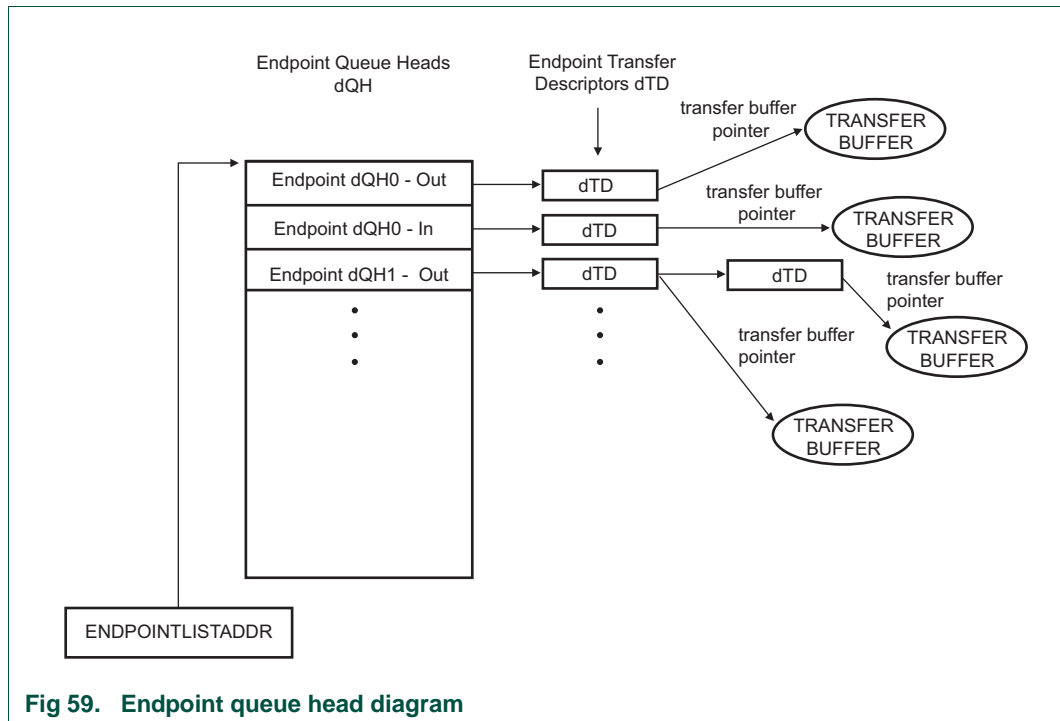 Endpoint Queue Heads
dQH
Endpoint Transfer
Descriptors dTD
transfer buffer
pointer
TRANSFER
BUFFER
Endpoint dQH0 - Out
dTD
transfer buffer
pointer
TRANSFER
BUFFER
Endpoint dQH0 - In
dTD
Endpoint dQH1 - Out
dTD
dTD
transfer buffer
pointer
TRANSFER
BUFFER
transfer buffer
pointer
TRANSFER
BUFFER
ENDPOINTLISTADDR
Fig 59. Endpoint queue head diagram